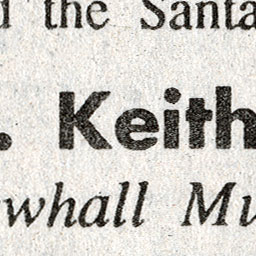 d the Santa
. Keith
whall Mu